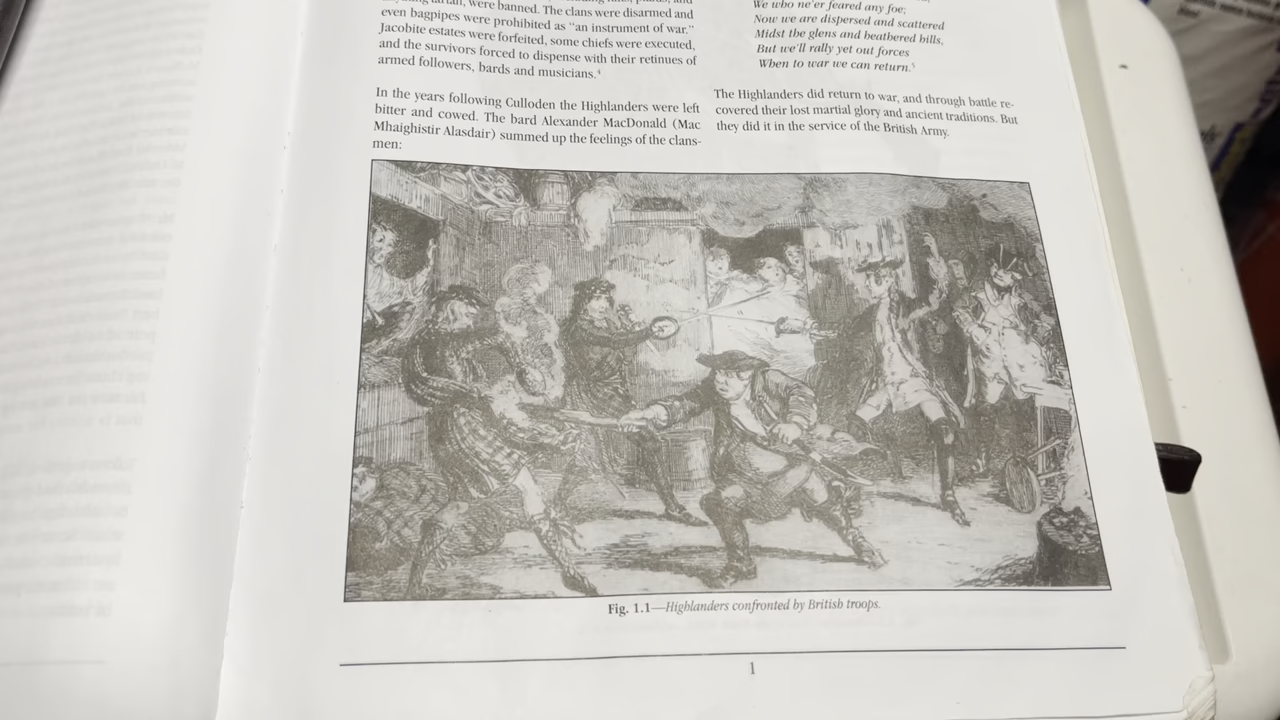 were banned. The clans were disarmed and
even bagpipes were prohibited as “an instrument of war.”
Jacobite estates were forfeited, some chiefs were executed,
and the survivors forced to dispense with their retinues of
armed followers, bards and musicians.⁴
In the years following Culloden the Highlanders were left
bitter and cowed. The bard Alexander MacDonald (Mac
Mhaighistir Alasdair) summed up the feelings of the clans-
men:
We who ne'er feared any foe;
Now we are dispersed and scattered
Midst the glens and heathered hills,
But we'll rally yet out forces
When to war we can return.⁵
The Highlanders did return to war, and through battle re-
covered their lost martial glory and ancient traditions. But
they did it in the service of the British Army.
Fig. 1.1—Highlanders confronted by British troops.
1